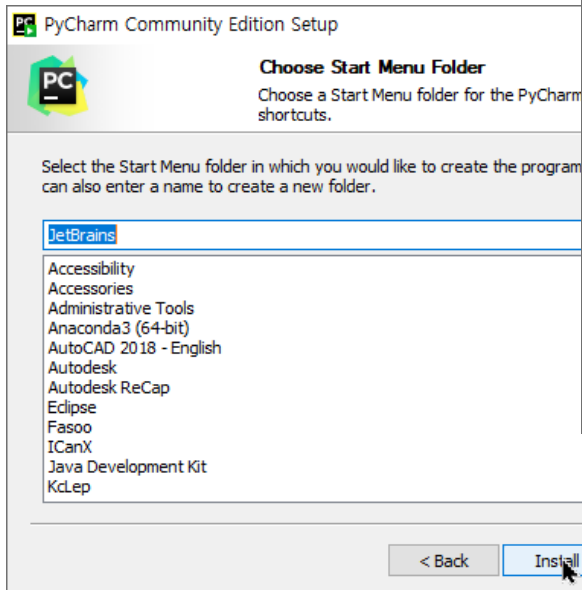 PyCharm Community Edition Setup
PC
Choose Start Menu Folder
Choose a Start Menu folder for the PyCharm
shortcuts.
Select the Start Menu folder in which you would like to create the program
can also enter a name to create a new folder.
JetBrains
Accessibility
Accessories
Administrative Tools
Anaconda3 (64-bit)
AutoCAD 2018 - English
Autodesk
Autodesk ReCap
Eclipse
Fasoo
ICanX
Java Development Kit
KcLep
< Back
Install